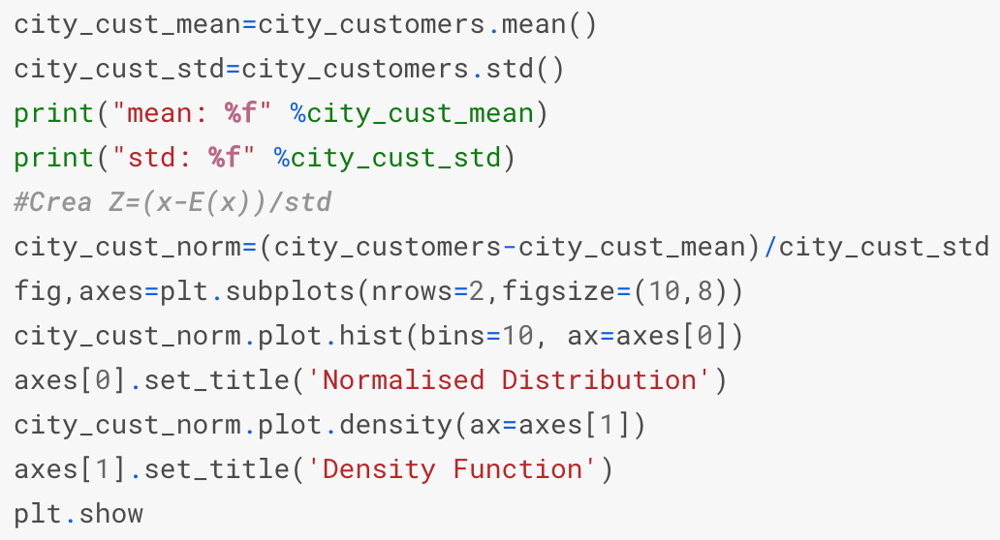 city_cust_mean=city_customers.mean()
city_cust_std=city_customers.std()
print("mean: %f" %city_cust_mean)
print("std: %f" %city_cust_std)
#Crea Z=(x-E(x))/std
city_cust_norm=(city_customers-city_cust_mean)/city_cust_std
fig,axes=plt.subplots(nrows=2,figsize=(10,8))
city_cust_norm.plot.hist(bins=10, ax=axes[0])
axes[0].set_title('Normalised Distribution')
city_cust_norm.plot.density(ax=axes[1])
axes[1].set_title('Density Function')
plt.show